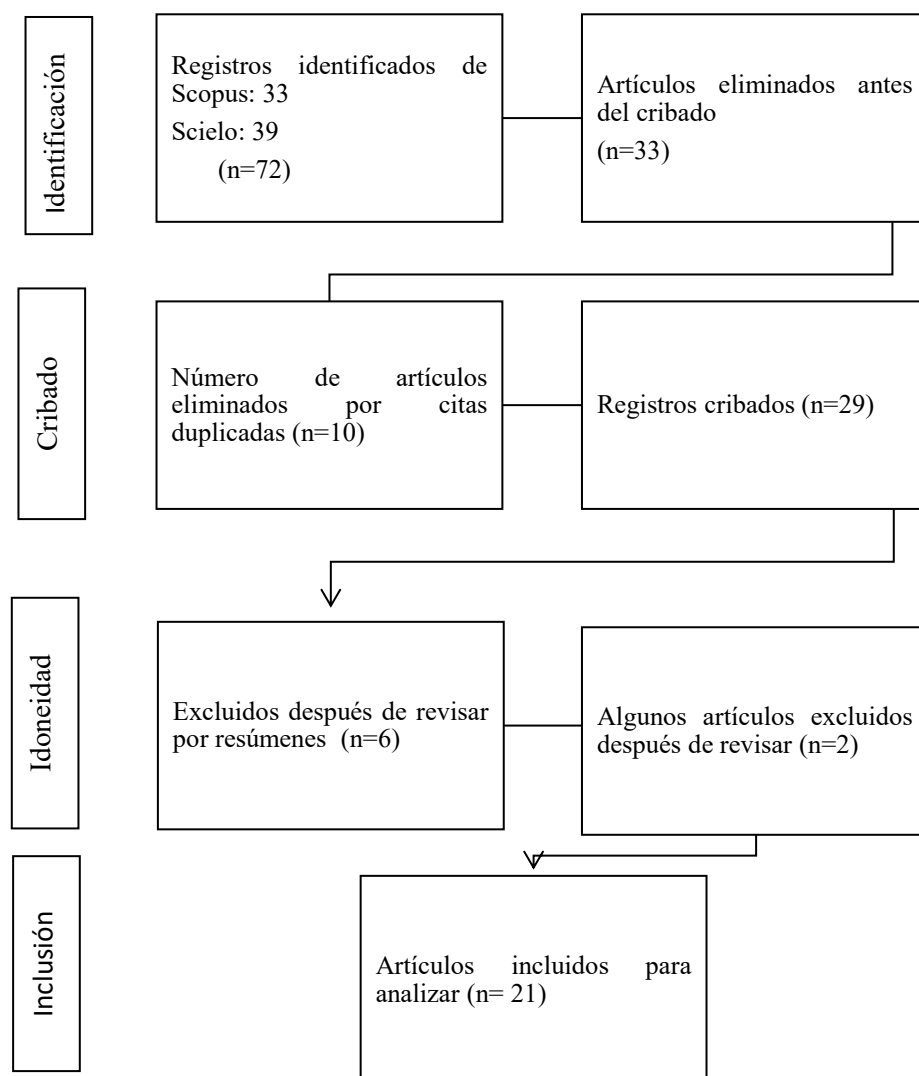 Identificación
Registros identificados de
Scopus: 33
Scielo: 39
(n=72)
Artículos eliminados antes
del cribado
(n=33)
Cribado
Número de artículos
eliminados por citas
duplicadas (n=10)
Registros cribados (n=29)
Idoneidad
Excluidos después de revisar
por resúmenes (n=6)
Algunos artículos excluidos
después de revisar (n=2)
Inclusión
Artículos incluidos para
analizar (n= 21)